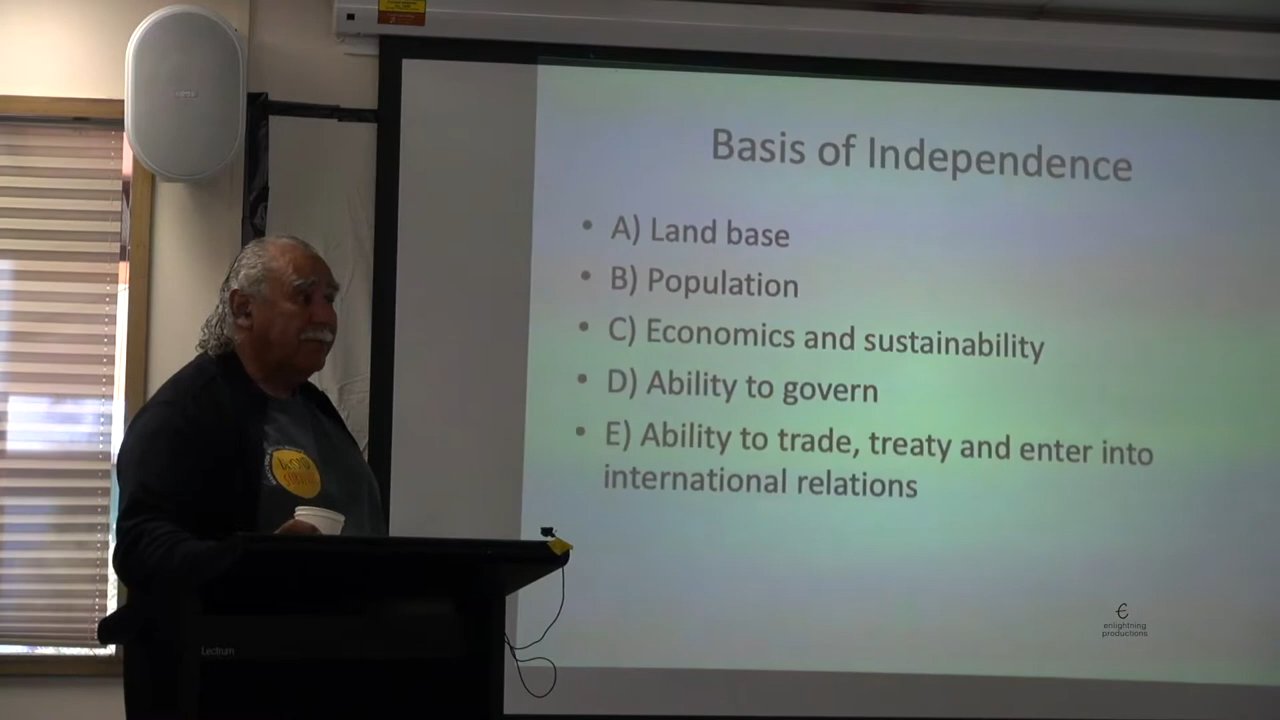 Basis of Independence
• A) Land base
• B) Population
• C) Economics and sustainability
• D) Ability to govern
• E) Ability to trade, treaty and enter into
international relations
Lectrum
enlightning
productions